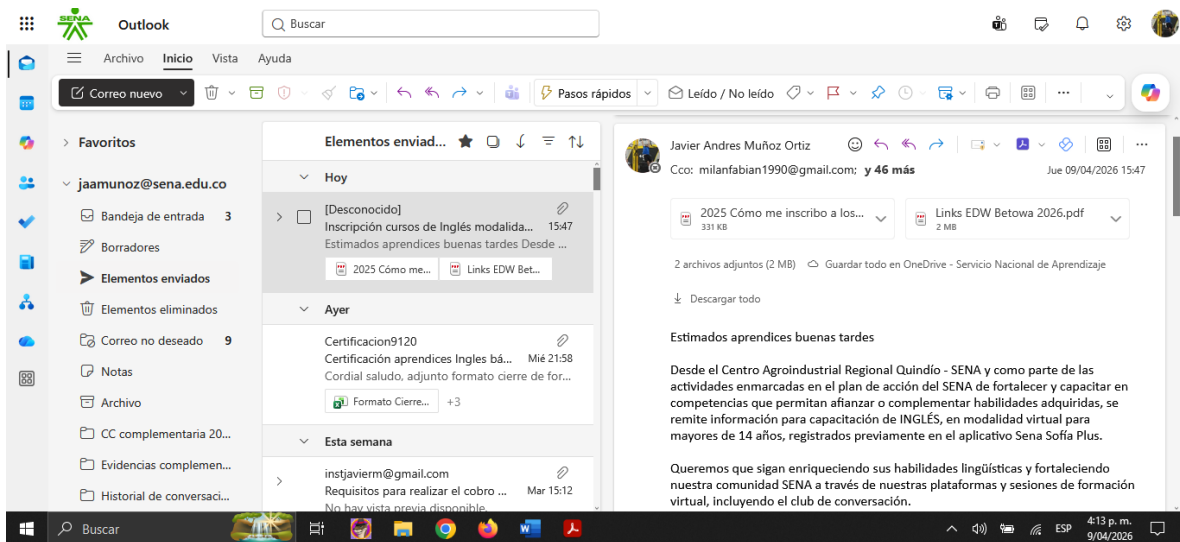 SENA
Outlook
Buscar
Archivo Inicio Vista Ayuda
Correo nuevo
Pasos rápidos
Leído / No leído
Favoritos
jaamunoz@sena.edu.co
Bandeja de entrada 3
Borradores
Elementos enviados
Elementos eliminados
Correo no deseado 9
Notas
Archivo
CC complementaria 20...
Evidencias complemen...
Historial de conversaci...
Elementos enviad...
Hoy
[Desconocido]
Inscripción cursos de Inglés modalida... 15:47
Estimados aprendices buenas tardes Desde ...
2025 Cómo me... Links EDW Bet...
Ayer
Certificacion9120
Certificación aprendices Ingles bá... Mié 21:58
Cordial saludo, adjunto formato cierre de for...
Formato Cierre... +3
Esta semana
instjavierm@gmail.com
Requisitos para realizar el cobro ... Mar 15:12
No hay vista previa disponible.
Javier Andres Muñoz Ortiz
Cco: milanfabian1990@gmail.com; y 46 más
Jue 09/04/2026 15:47
2025 Cómo me inscribo a los...
331 KB
Links EDW Betowa 2026.pdf
2 MB
2 archivos adjuntos (2 MB) Guardar todo en OneDrive - Servicio Nacional de Aprendizaje
Descargar todo
Estimados aprendices buenas tardes
Desde el Centro Agroindustrial Regional Quindío - SENA y como parte de las
actividades enmarcadas en el plan de acción del SENA de fortalecer y capacitar en
competencias que permitan afianzar o complementar habilidades adquiridas, se
remite información para capacitación de INGLÉS, en modalidad virtual para
mayores de 14 años, registrados previamente en el aplicativo Sena Sofía Plus.
Queremos que sigan enriqueciendo sus habilidades lingüísticas y fortaleciendo
nuestra comunidad SENA a través de nuestras plataformas y sesiones de formación
virtual, incluyendo el club de conversación.
Buscar
ESP
4:13 p. m.
9/04/2026